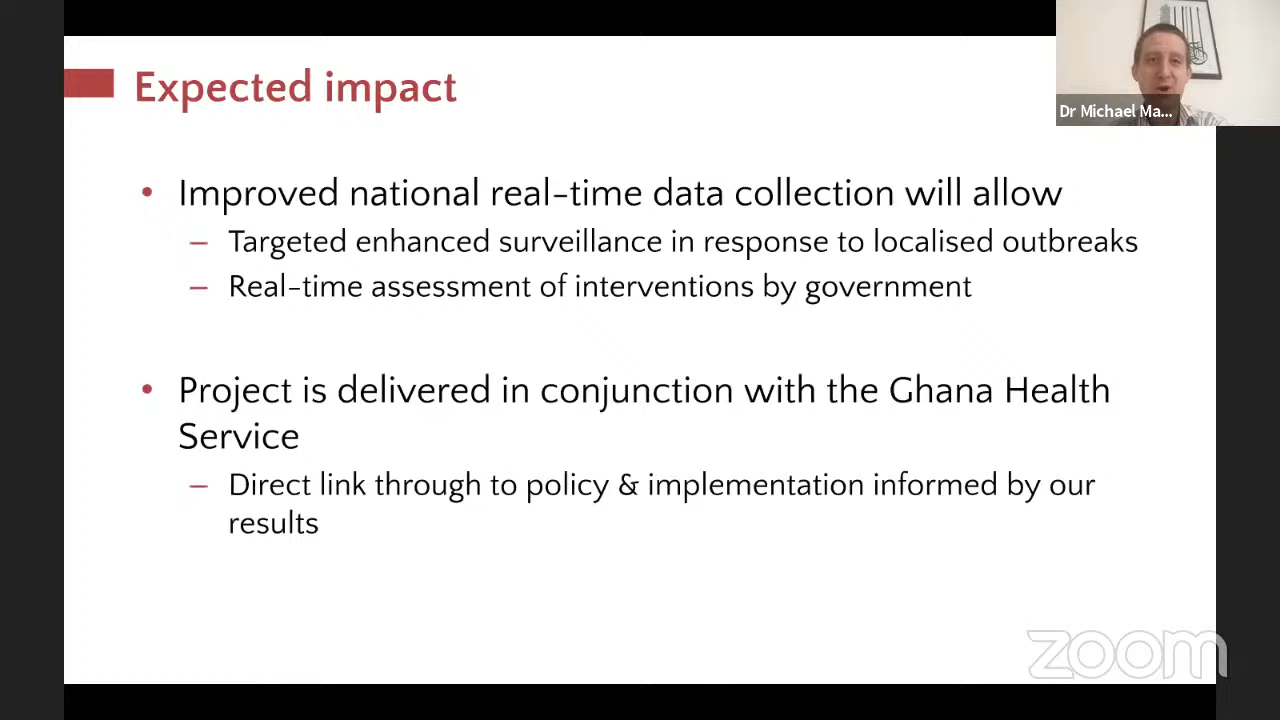 Expected impact
Dr Michael Ma...
• Improved national real-time data collection will allow
– Targeted enhanced surveillance in response to localised outbreaks
– Real-time assessment of interventions by government
• Project is delivered in conjunction with the Ghana Health
Service
– Direct link through to policy & implementation informed by our
results
zoom